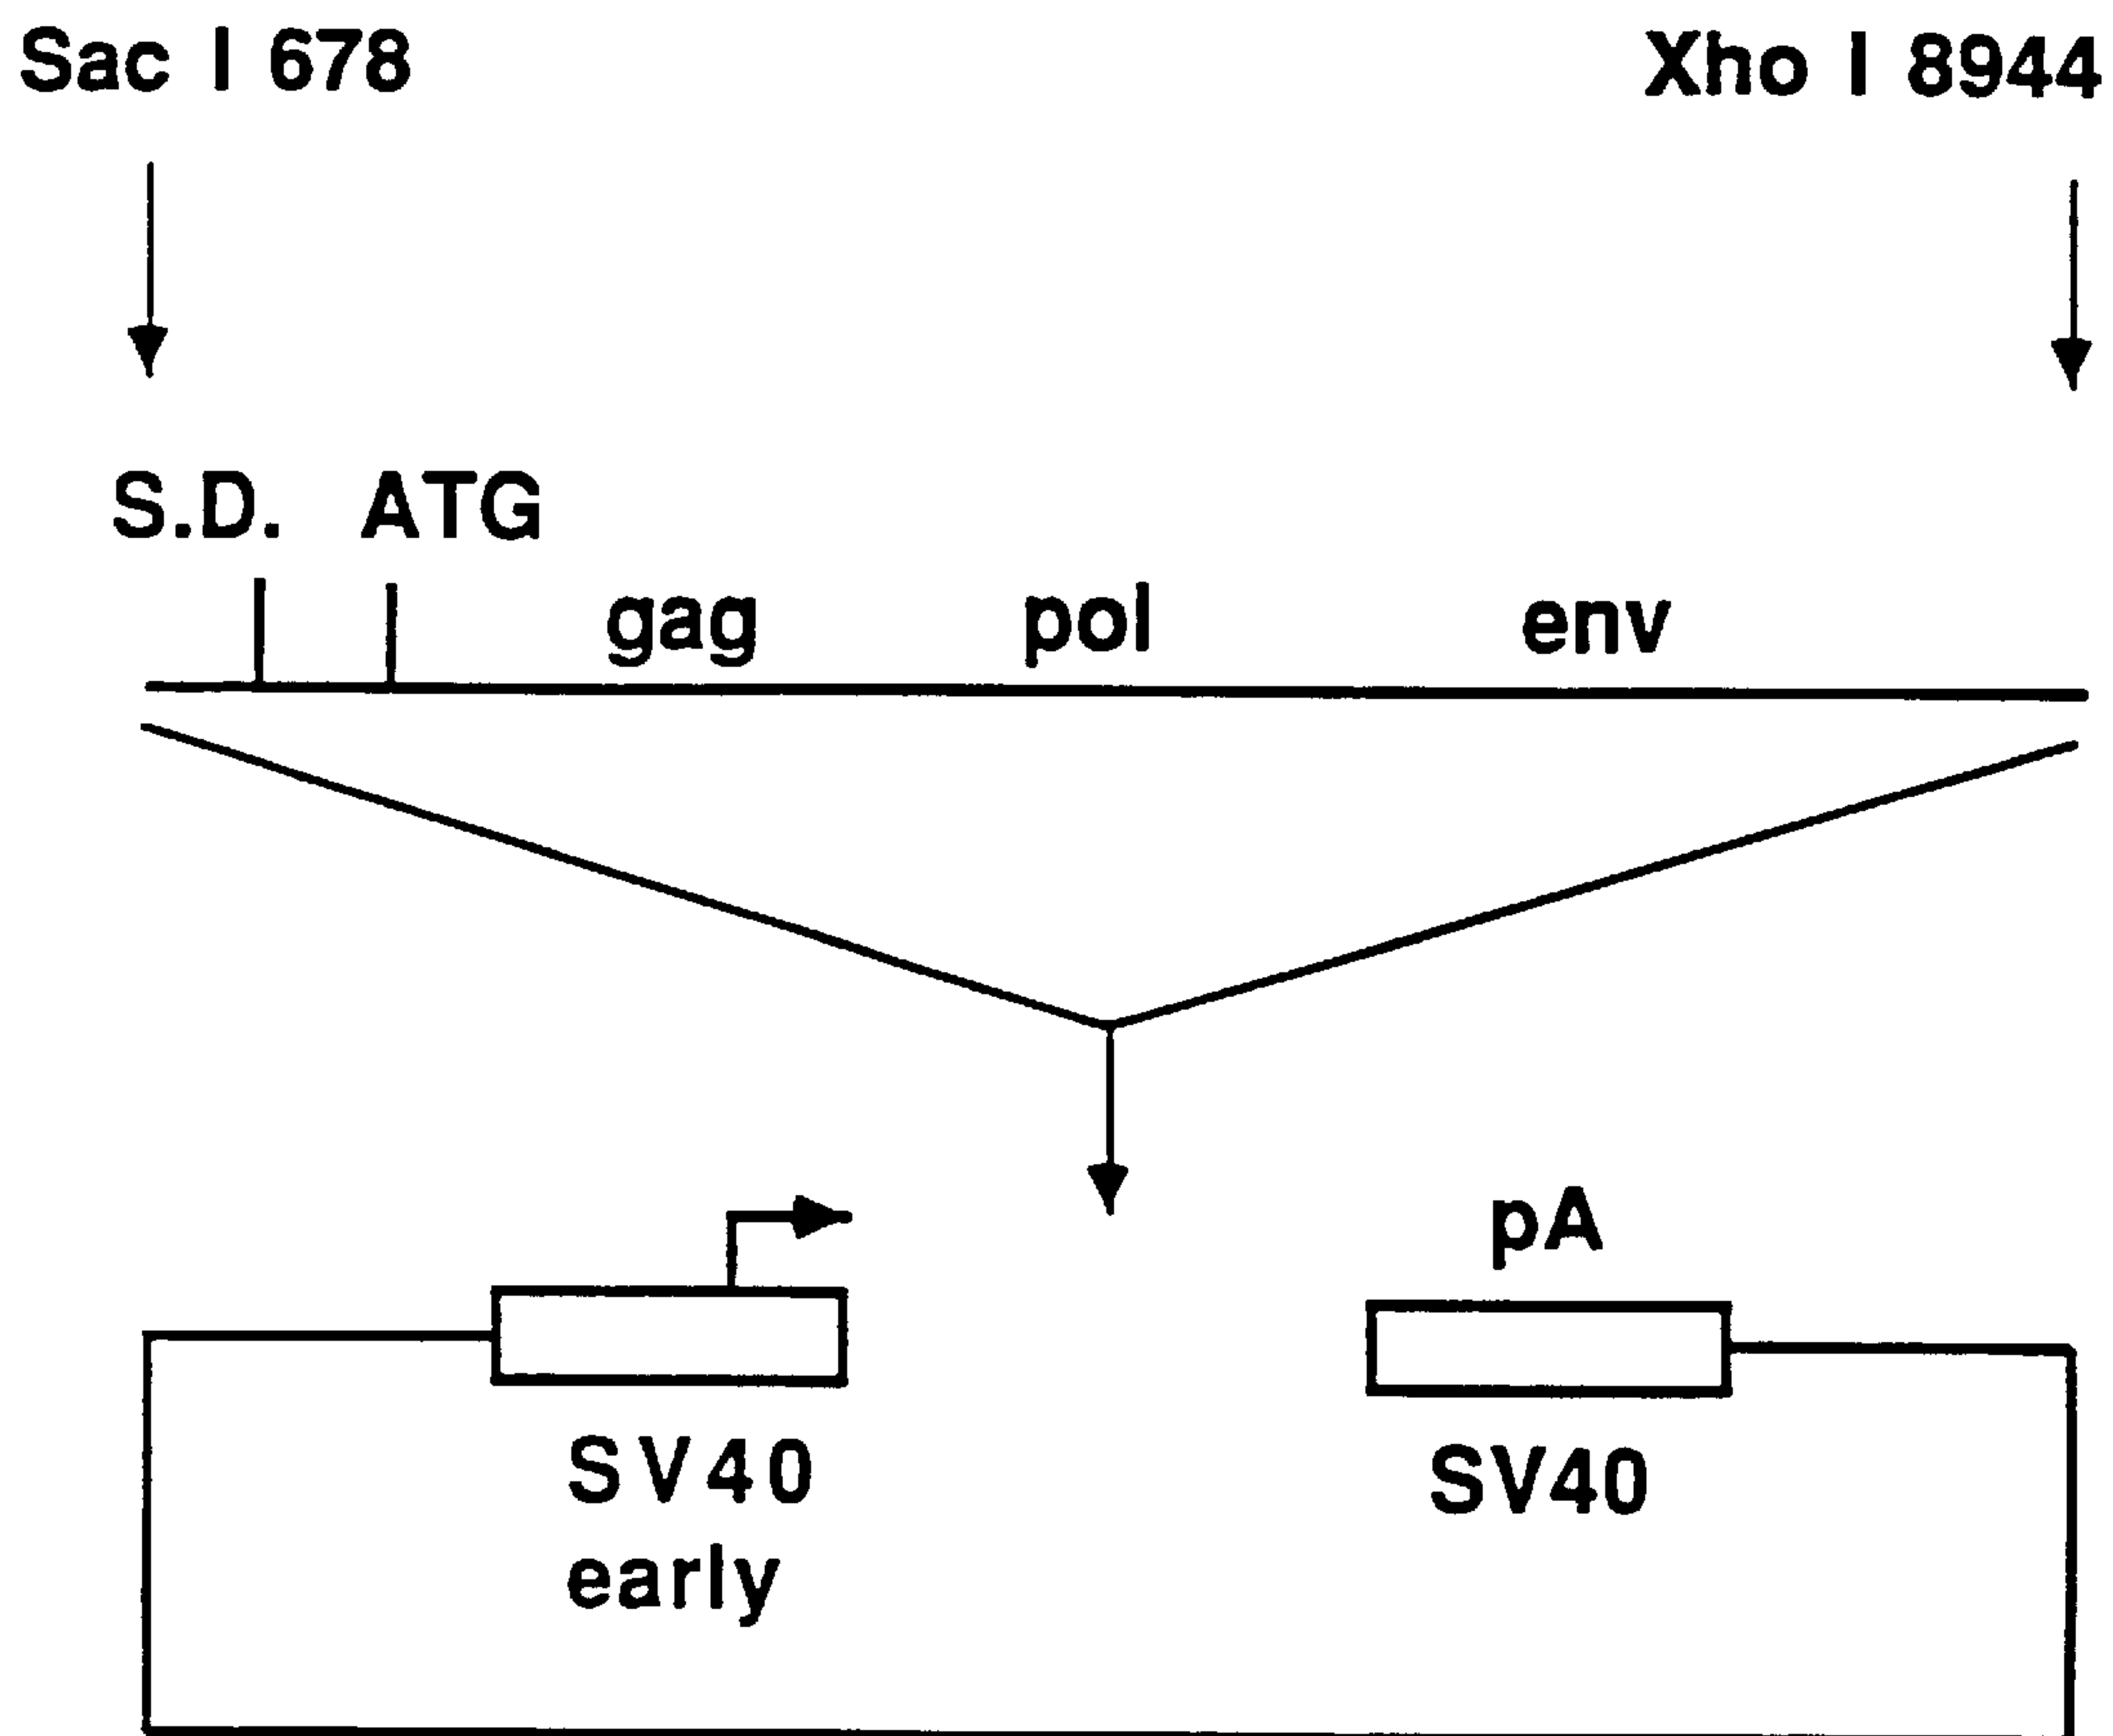 Sac I 678
Xho I 8944
S.D. ATG
gag pol env
pA
SV40 early
SV40